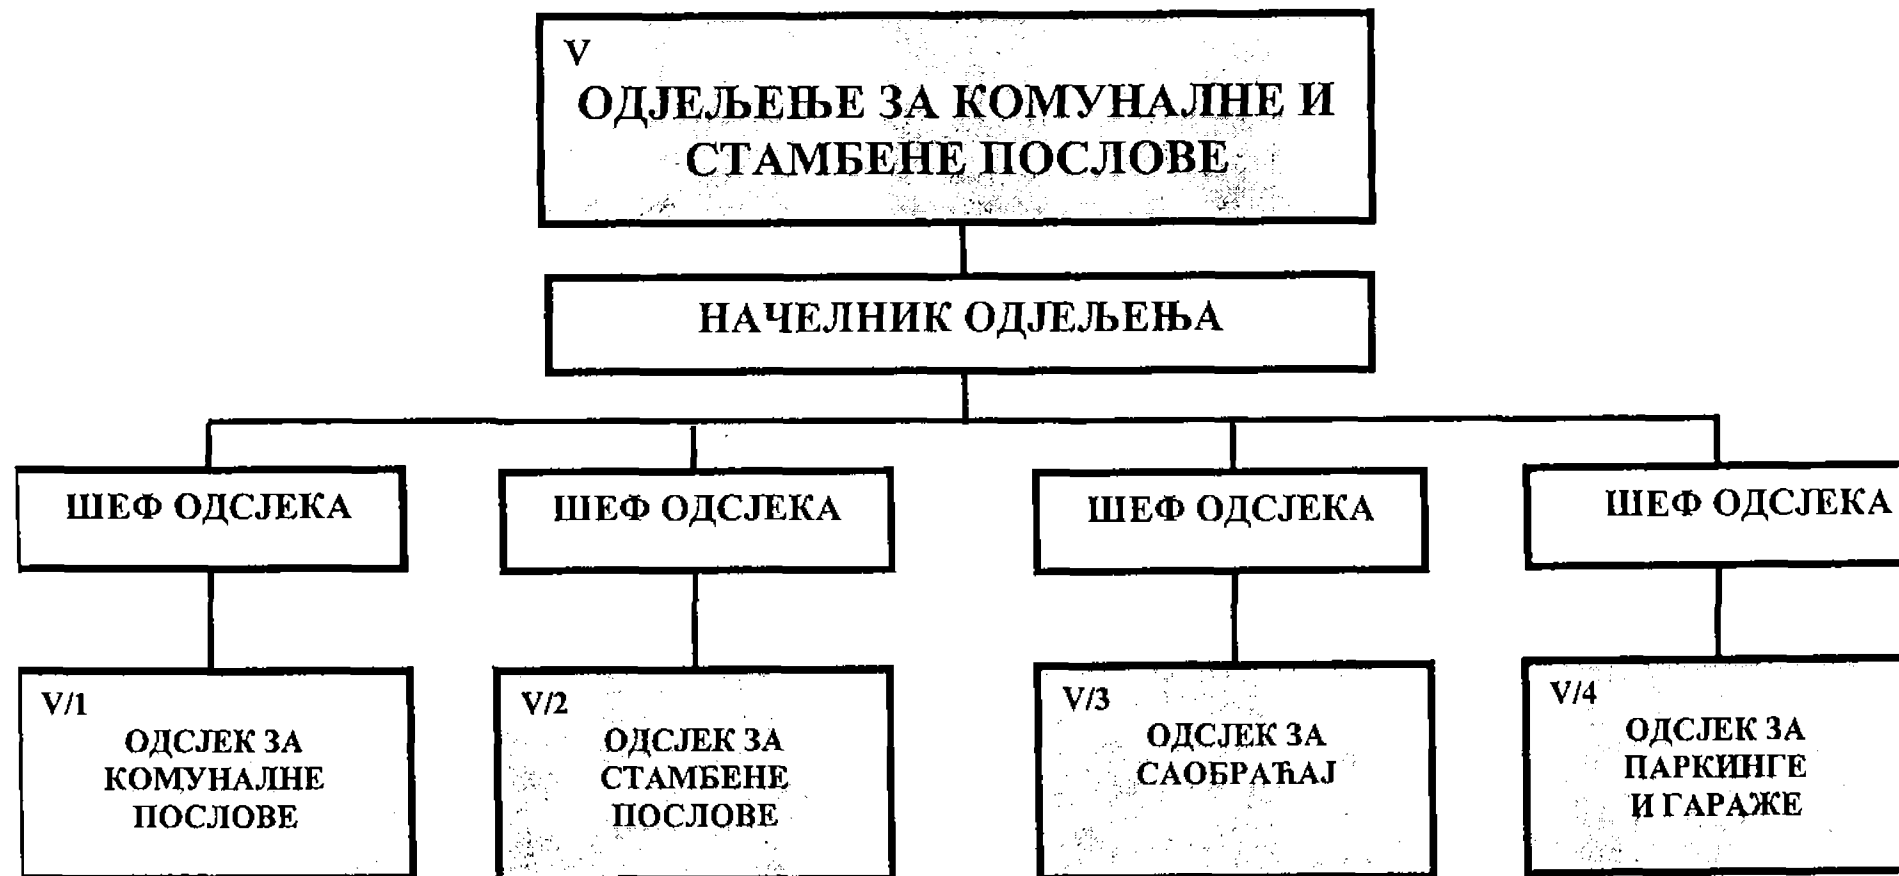 V
ОДЈЕЉЕЊЕ ЗА КОМУНАЛНЕ И
СТАМБЕНЕ ПОСЛОВЕ
НАЧЕЛНИК ОДЈЕЉЕЊА
ШЕФ ОДСЈЕКА
ШЕФ ОДСЈЕКА
ШЕФ ОДСЈЕКА
ШЕФ ОДСЈЕКА
V/1
ОДСЈЕК ЗА
КОМУНАЛНЕ
ПОСЛОВЕ
V/2
ОДСЈЕК ЗА
СТАМБЕНЕ
ПОСЛОВЕ
V/3
ОДСЈЕК ЗА
САОБРАЋАЈ
V/4
ОДСЈЕК ЗА
ПАРКИНГЕ
И ГАРАЖЕ